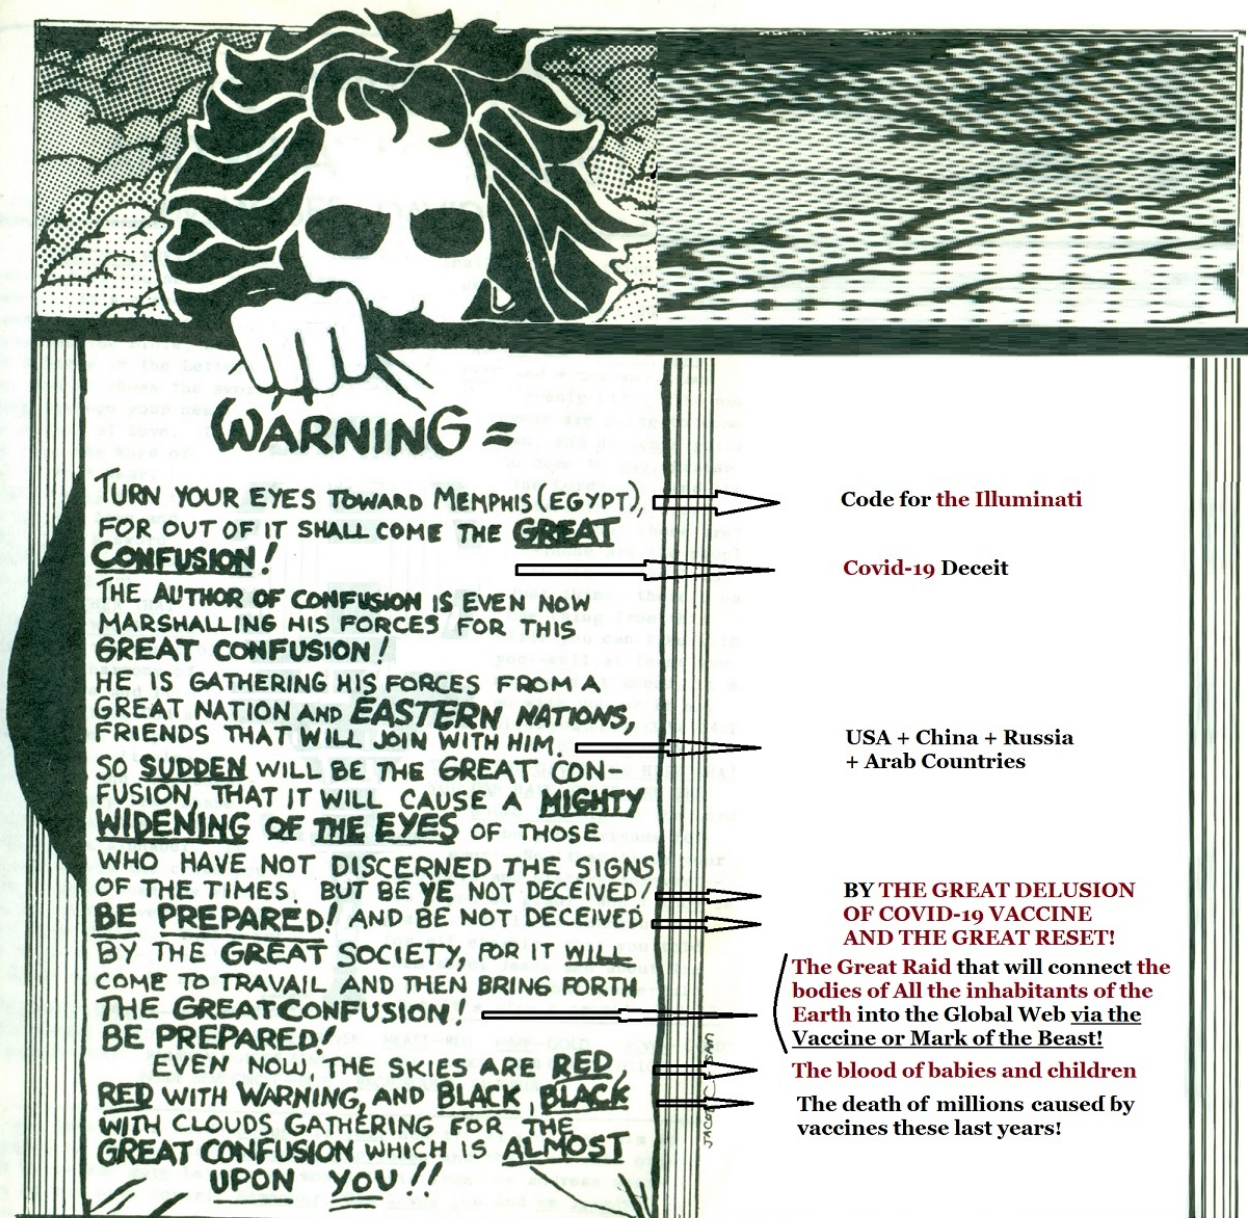 WARNING =
TURN YOUR EYES TOWARD MEMPHIS (EGYPT),
FOR OUT OF IT SHALL COME THE GREAT
CONFUSION!
THE AUTHOR OF CONFUSION IS EVEN NOW
MARSHALLING HIS FORCES FOR THIS
GREAT CONFUSION!
HE IS GATHERING HIS FORCES FROM A
GREAT NATION AND EASTERN NATIONS,
FRIENDS THAT WILL JOIN WITH HIM.
SO SUDDEN WILL BE THE GREAT CON-
FUSION, THAT IT WILL CAUSE A MIGHTY
WIDENING OF THE EYES OF THOSE
WHO HAVE NOT DISCERNED THE SIGNS
OF THE TIMES. BUT BE YE NOT DECEIVED!
BE PREPARED! AND BE NOT DECEIVED
BY THE GREAT SOCIETY, FOR IT WILL
COME TO TRAVAIL AND THEN BRING FORTH
THE GREAT CONFUSION!
BE PREPARED!
EVEN NOW, THE SKIES ARE RED,
RED WITH WARNING, AND BLACK, BLACK
WITH CLOUDS GATHERING FOR THE
GREAT CONFUSION WHICH IS ALMOST
UPON YOU!!
Code for the Illuminati
Covid-19 Deceit
USA + China + Russia
+ Arab Countries
BY THE GREAT DELUSION
OF COVID-19 VACCINE
AND THE GREAT RESET!
The Great Raid that will connect the
bodies of All the inhabitants of the
Earth into the Global Web via the
Vaccine or Mark of the Beast!
The blood of babies and children
The death of millions caused by
vaccines these last years!